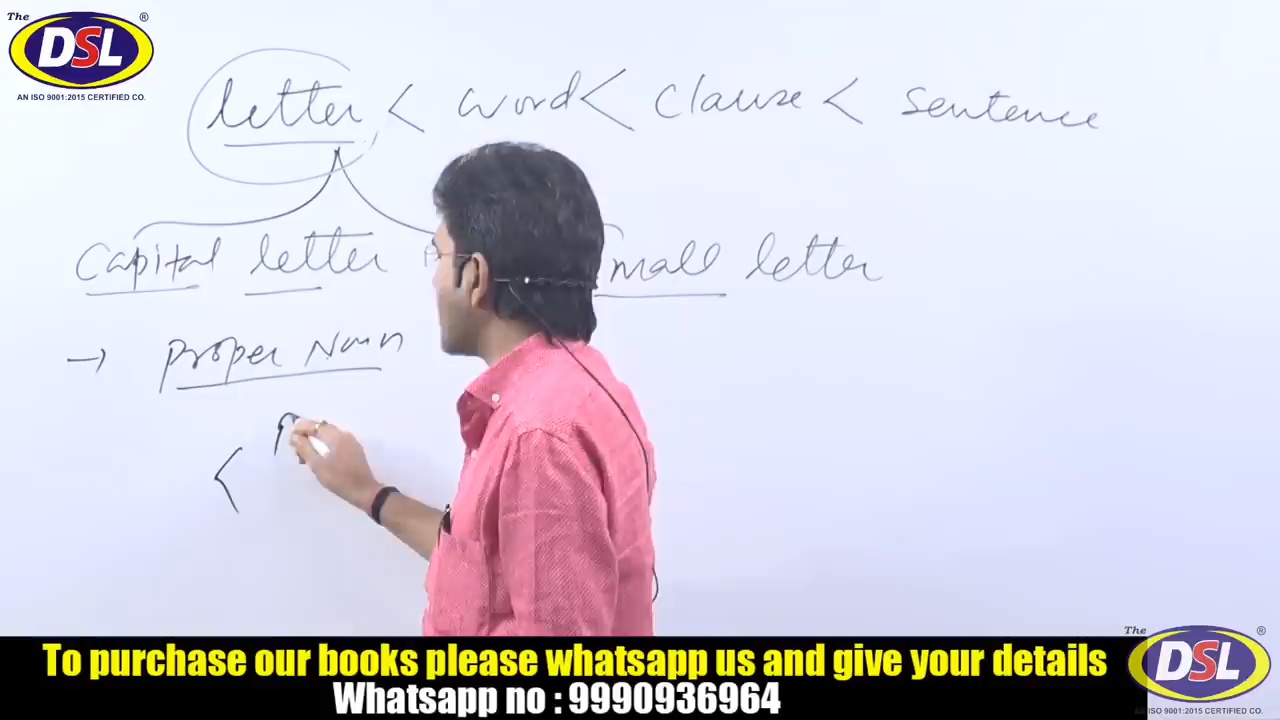 The
DSL ®
AN ISO 9001:2015 CERTIFIED CO.
letter < word < clause < sentence
Capital letter mall letter
→ Proper Noun
<
To purchase our books please whatsapp us and give your details
Whatsapp no : 9990936964
The
DSL ®
AN ISO 9001:2015 CERTIFIED CO.